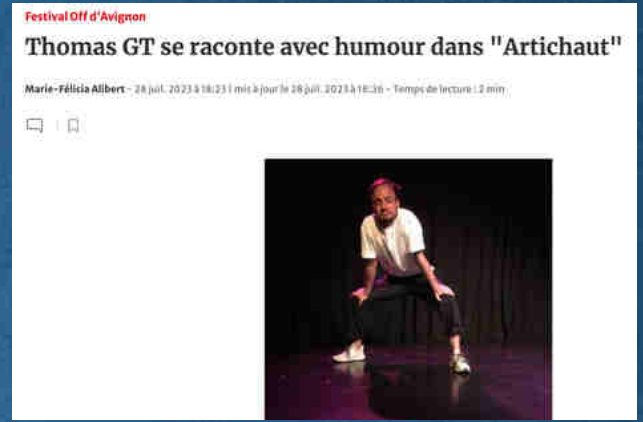 Festival Off d'Avignon
Thomas GT se raconte avec humour dans "Artichaut"
Marie-Félicia Alibert - 28 juil. 2023 à 18:23 | mis à jour le 28 juil. 2023 à 18:36 - Temps de lecture : 2 min